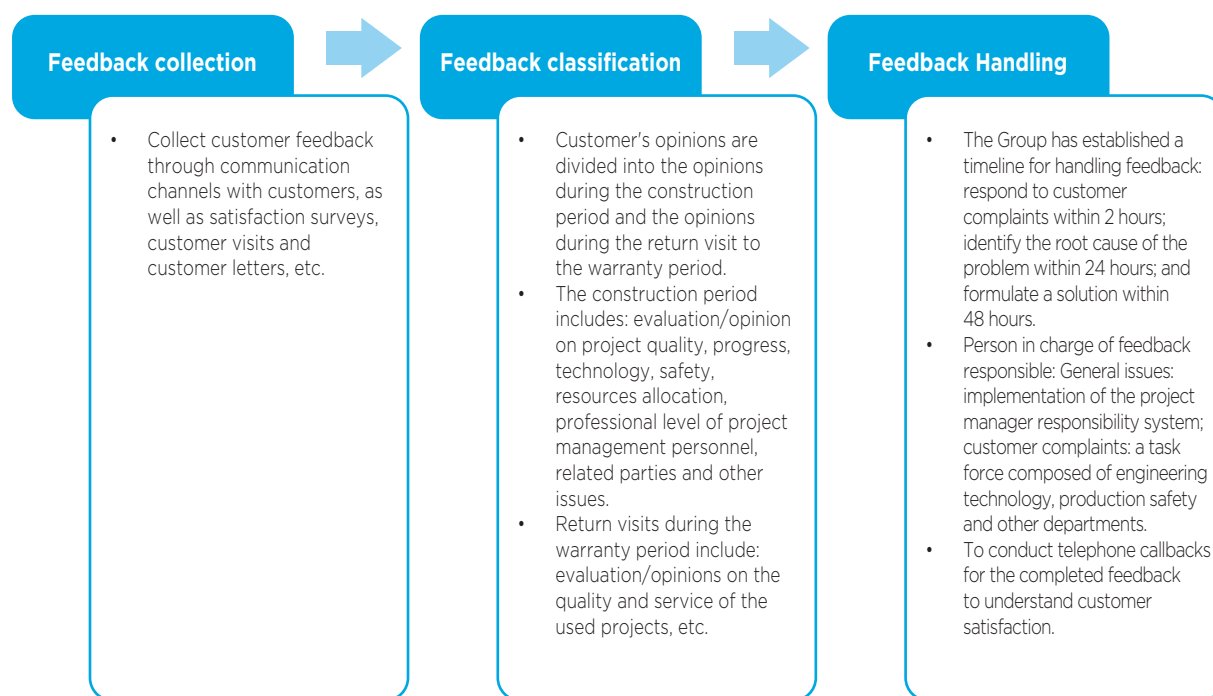 Feedback collection
• Collect customer feedback
through communication
channels with customers, as
well as satisfaction surveys,
customer visits and
customer letters, etc.
Feedback classification
• Customer's opinions are
divided into the opinions
during the construction
period and the opinions
during the return visit to
the warranty period.
• The construction period
includes: evaluation/opinion
on project quality, progress,
technology, safety,
resources allocation,
professional level of project
management personnel,
related parties and other
issues.
• Return visits during the
warranty period include:
evaluation/opinions on the
quality and service of the
used projects, etc.
Feedback Handling
• The Group has established a
timeline for handling feedback:
respond to customer
complaints within 2 hours;
identify the root cause of the
problem within 24 hours; and
formulate a solution within
48 hours.
• Person in charge of feedback
responsible: General issues:
implementation of the project
manager responsibility system;
customer complaints: a task
force composed of engineering
technology, production safety
and other departments.
• To conduct telephone callbacks
for the completed feedback
to understand customer
satisfaction.